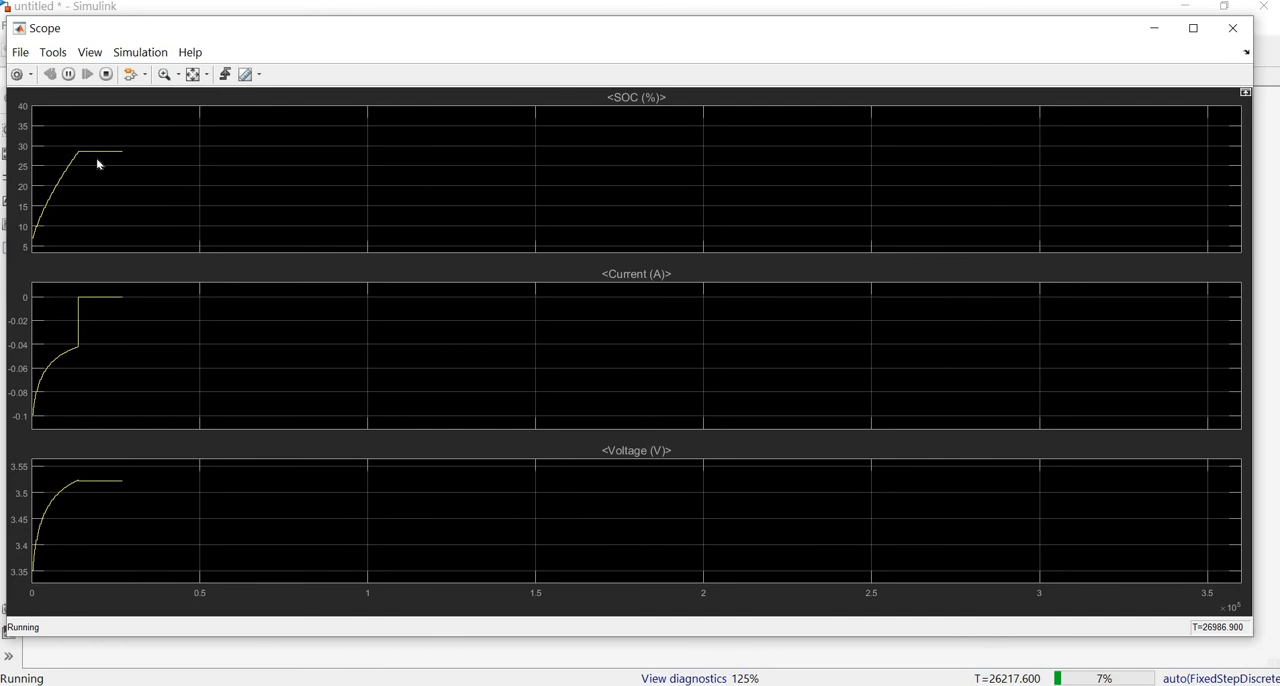 untitled * - Simulink
Scope
File Tools View Simulation Help
<SOC (%)>
40
35
30
25
20
15
10
5
<Current (A)>
0
-0.02
-0.04
-0.06
-0.08
-0.1
<Voltage (V)>
3.55
3.5
3.45
3.4
3.35
0 0.5 1 1.5 2 2.5 3 3.5
×10⁵
Running T=26986.900
Running View diagnostics 125% T=26217.600 7% auto(FixedStepDiscrete